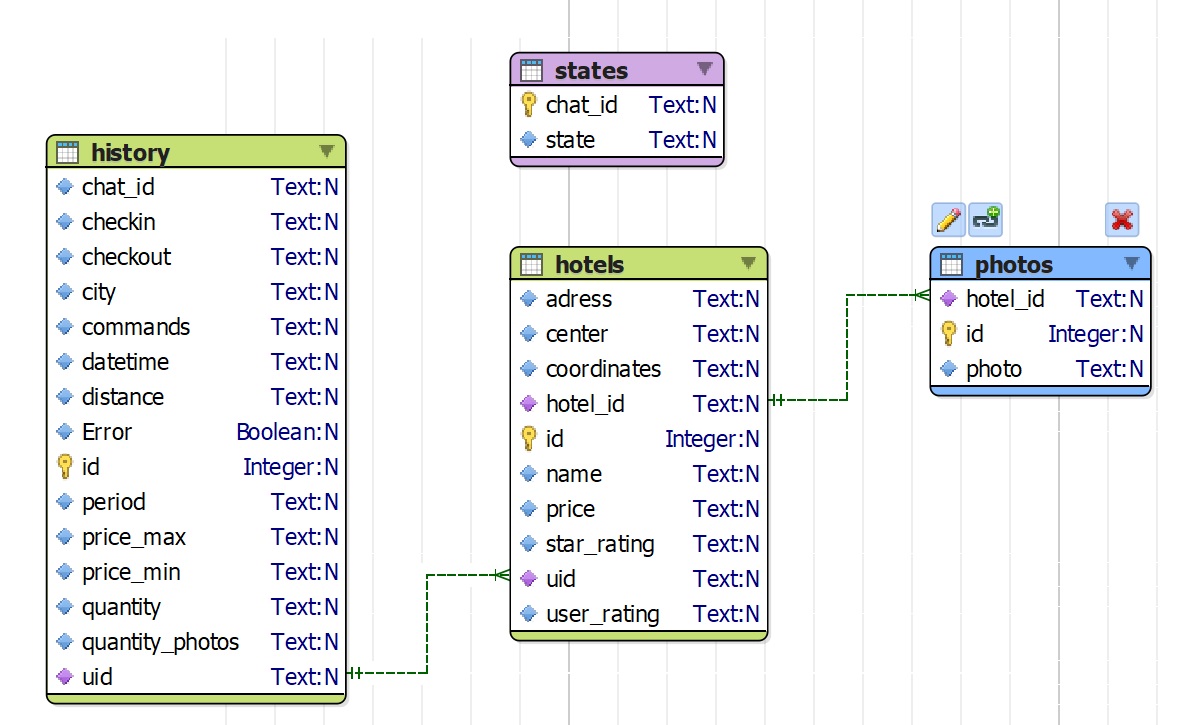 states
chat_id Text:N
state Text:N
history
chat_id Text:N
checkin Text:N
checkout Text:N
city Text:N
commands Text:N
datetime Text:N
distance Text:N
Error Boolean:N
id Integer:N
period Text:N
price_max Text:N
price_min Text:N
quantity Text:N
quantity_photos Text:N
uid Text:N
hotels
adress Text:N
center Text:N
coordinates Text:N
hotel_id Text:N
id Integer:N
name Text:N
price Text:N
star_rating Text:N
uid Text:N
user_rating Text:N
photos
hotel_id Text:N
id Integer:N
photo Text:N